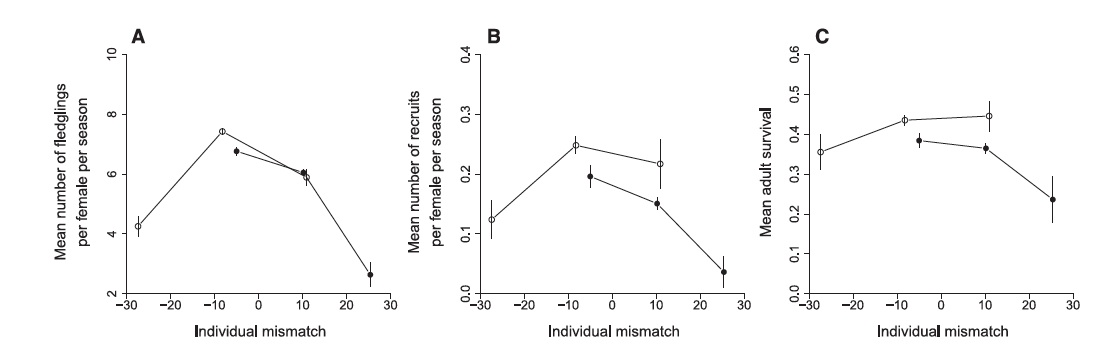 A
Mean number of fledglings
per female per season
10
8
6
4
2
−30 −20 −10 0 10 20 30
Individual mismatch
B
Mean number of recruits
per female per season
0.4
0.3
0.2
0.1
0.0
−30 −20 −10 0 10 20 30
Individual mismatch
C
Mean adult survival
0.6
0.5
0.4
0.3
0.2
0.1
0.0
−30 −20 −10 0 10 20 30
Individual mismatch